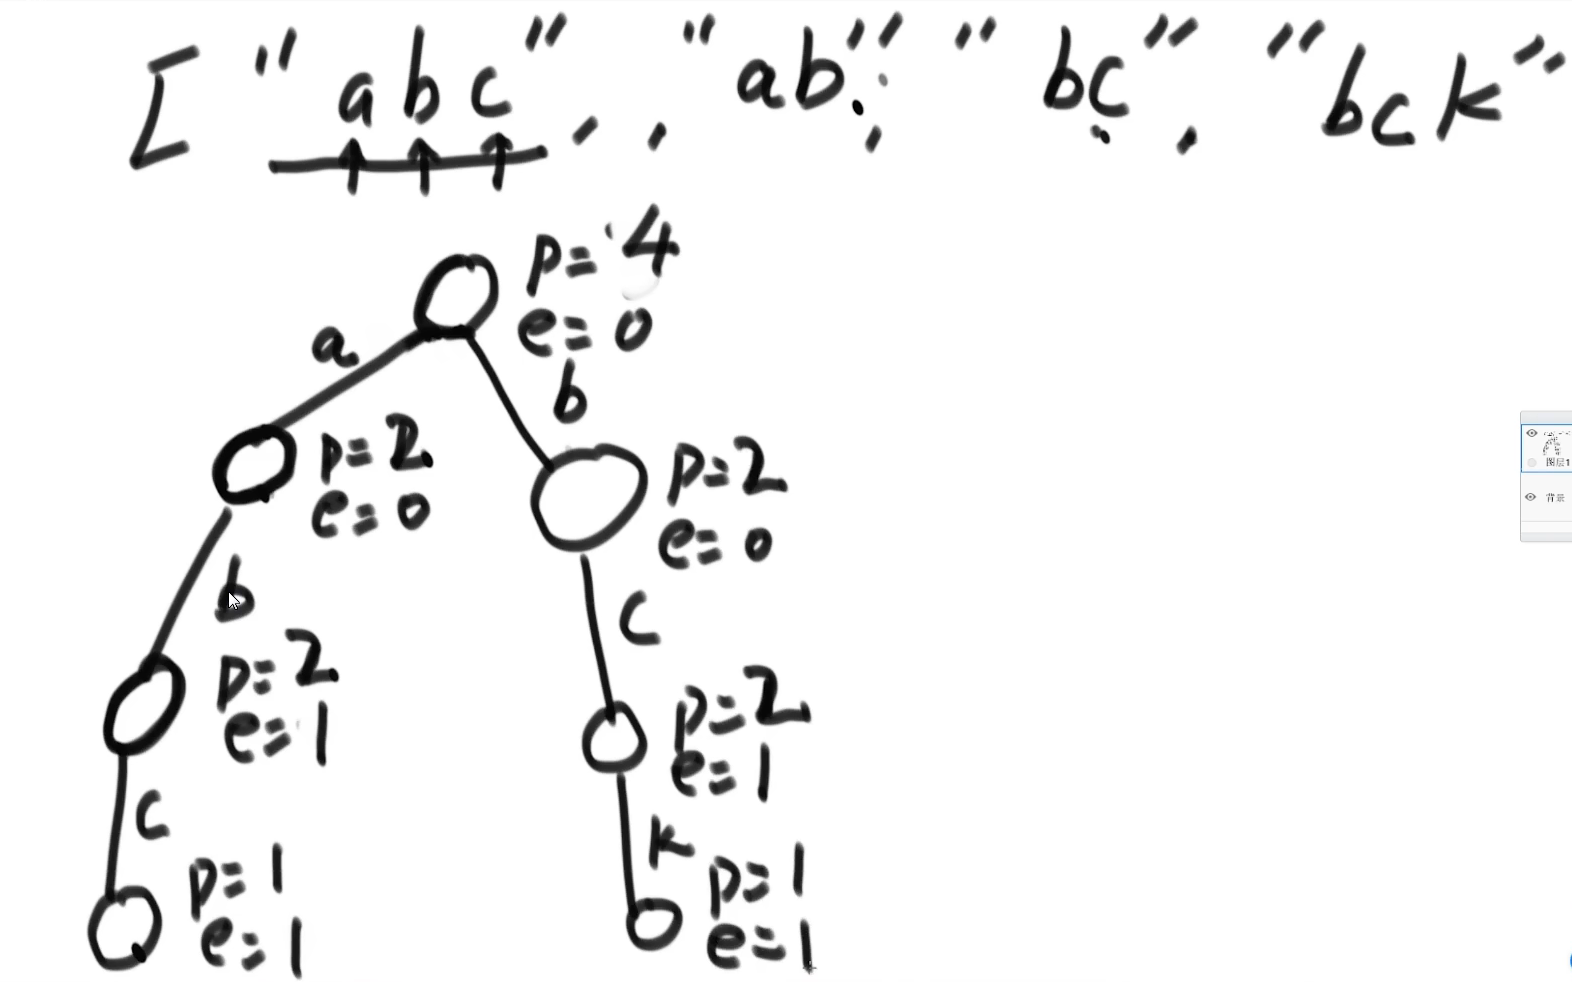 ["abc", , "ab", "bc", "bck"
p=4
e=0
a
b
p=2
e=0
p=2
e=0
b
c
p=2
e=1
p=2
e=1
c
k
p=1
e=1
p=1
e=1
图层1
背景